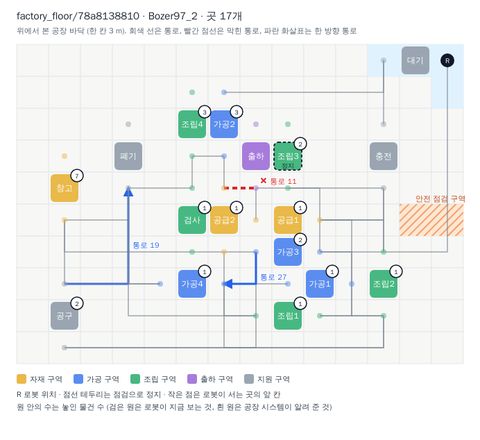 factory_floor/78a8138810 · Bozer97_2 · 곳 17개
위에서 본 공장 바닥 (한 칸 3 m). 회색 선은 통로, 빨간 점선은 막힌 통로, 파란 화살표는 한 방향 통로
대기
R
3
3
조립4
가공2
2
폐기
출하
조립3
정지
충전
7
창고
✖ 통로 11
안전 점검 구역
1
1
1
검사
공급2
공급1
2
통로 19
가공3
통로 27
1
1
1
가공4
가공1
조립2
2
1
공구
조립1
자재 구역
가공 구역
조립 구역
출하 구역
지원 구역
R 로봇 위치 · 점선 테두리는 점검으로 정지 · 작은 점은 로봇이 서는 곳의 앞 칸
원 안의 수는 놓인 물건 수 (검은 원은 로봇이 지금 보는 것, 흰 원은 공장 시스템이 알려 준 것)